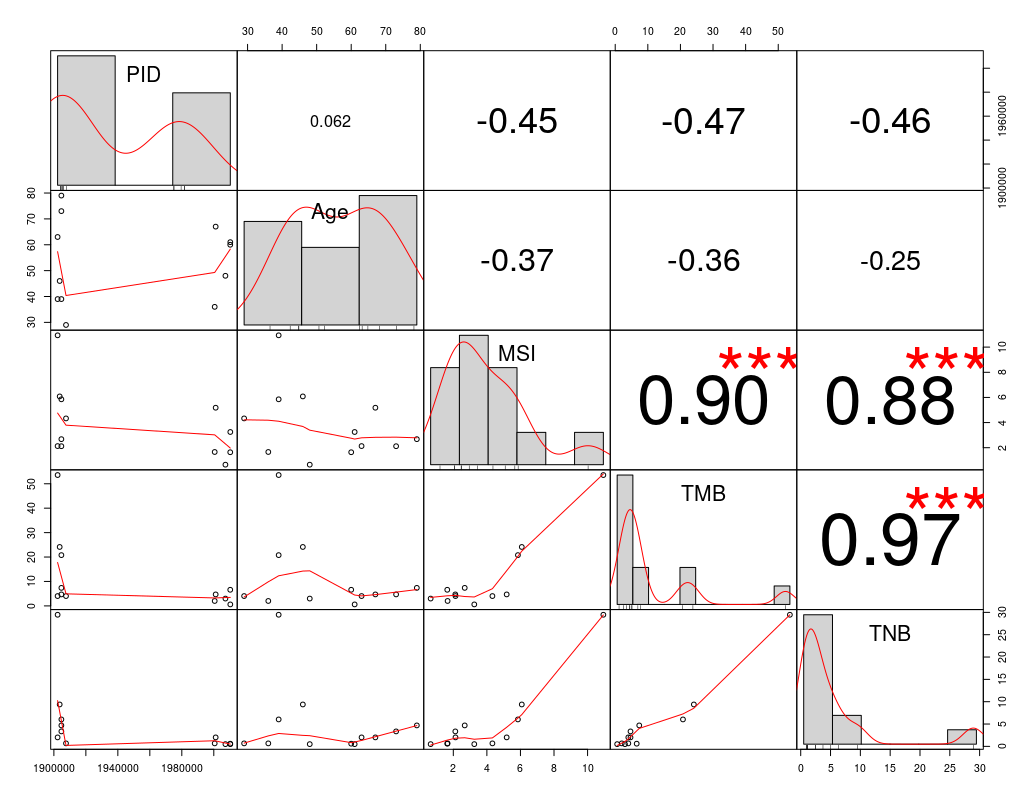 30 40 50 60 70 80
0 10 20 30 40 50
PID
0.062
-0.45
-0.47
-0.46
1900000 1960000
30 40 50 60 70 80
Age
-0.37
-0.36
-0.25
MSI
***
0.90
***
0.88
2 4 6 8 10
0 10 20 30 40 50
TMB
***
0.97
TNB
0 5 10 15 20 25 30
1900000 1940000 1980000
2 4 6 8 10
0 5 10 15 20 25 30